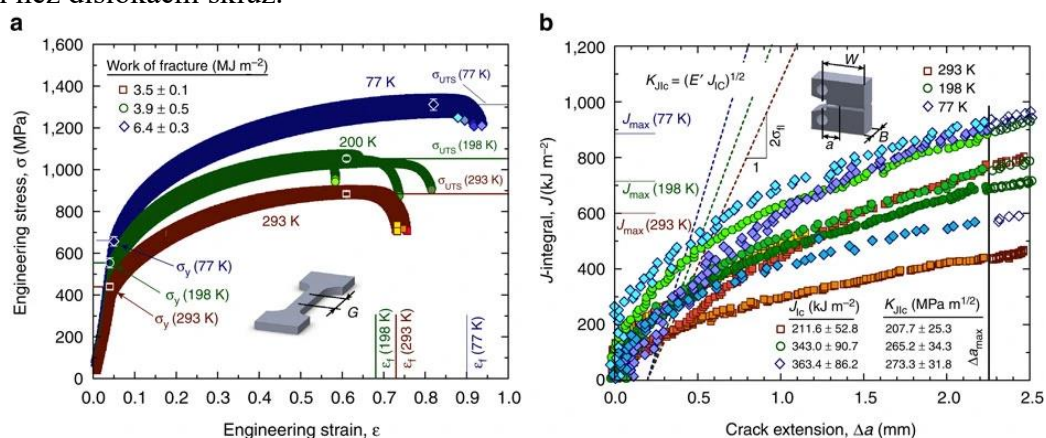 než dislokační skluz.
a
1,600
1,400
1,200
1,000
800
600
400
200
0
Engineering stress, σ (MPa)
Work of fracture (MJ m⁻²)
3.5 ± 0.1
3.9 ± 0.5
6.4 ± 0.3
77 K
200 K
293 K
σUTS (77 K)
σUTS (198 K)
σUTS (293 K)
σy (77 K)
σy (198 K)
σy (293 K)
G
εf (198 K)
εf (293 K)
εf (77 K)
0.0 0.1 0.2 0.3 0.4 0.5 0.6 0.7 0.8 0.9 1.0
Engineering strain, ε
b
1,200
1,000
800
600
400
200
0
J-integral, J (kJ m⁻²)
KJIc = (E′ JIC)1/2
W
a
B
293 K
198 K
77 K
Jmax (77 K)
Jmax (198 K)
Jmax (293 K)
1
2σfl
JIc (kJ m⁻²) KJIc (MPa m1/2)
211.6 ± 52.8 207.7 ± 25.3
343.0 ± 90.7 265.2 ± 34.3
363.4 ± 86.2 273.3 ± 31.8
Δamax
0.0 0.5 1.0 1.5 2.0 2.5
Crack extension, Δa (mm)